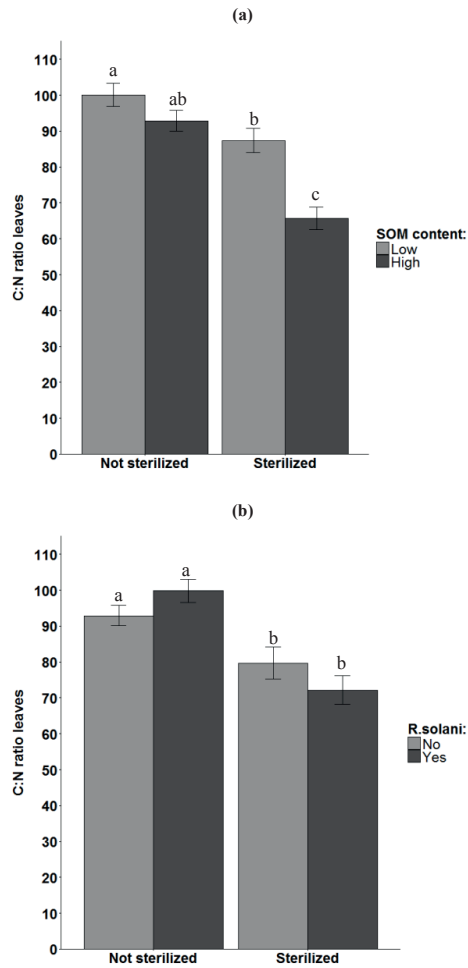 (a)
110
100
90
80
70
60
50
40
30
20
10
0
C:N ratio leaves
a
ab
b
c
Not sterilized
Sterilized
SOM content:
Low
High
(b)
110
100
90
80
70
60
50
40
30
20
10
0
C:N ratio leaves
a
a
b
b
Not sterilized
Sterilized
R.solani:
No
Yes